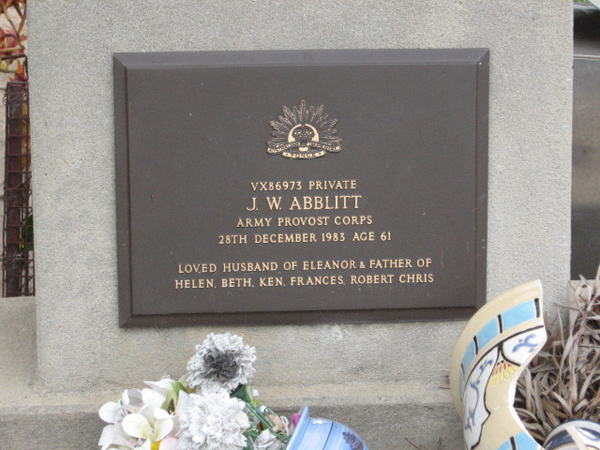 VX86973 PRIVATE
J. W. ABBLITT
ARMY PROVOST CORPS
28TH DECEMBER 1983 AGE 61
LOVED HUSBAND OF ELEANOR & FATHER OF
HELEN, BETH, KEN, FRANCES, ROBERT CHRIS